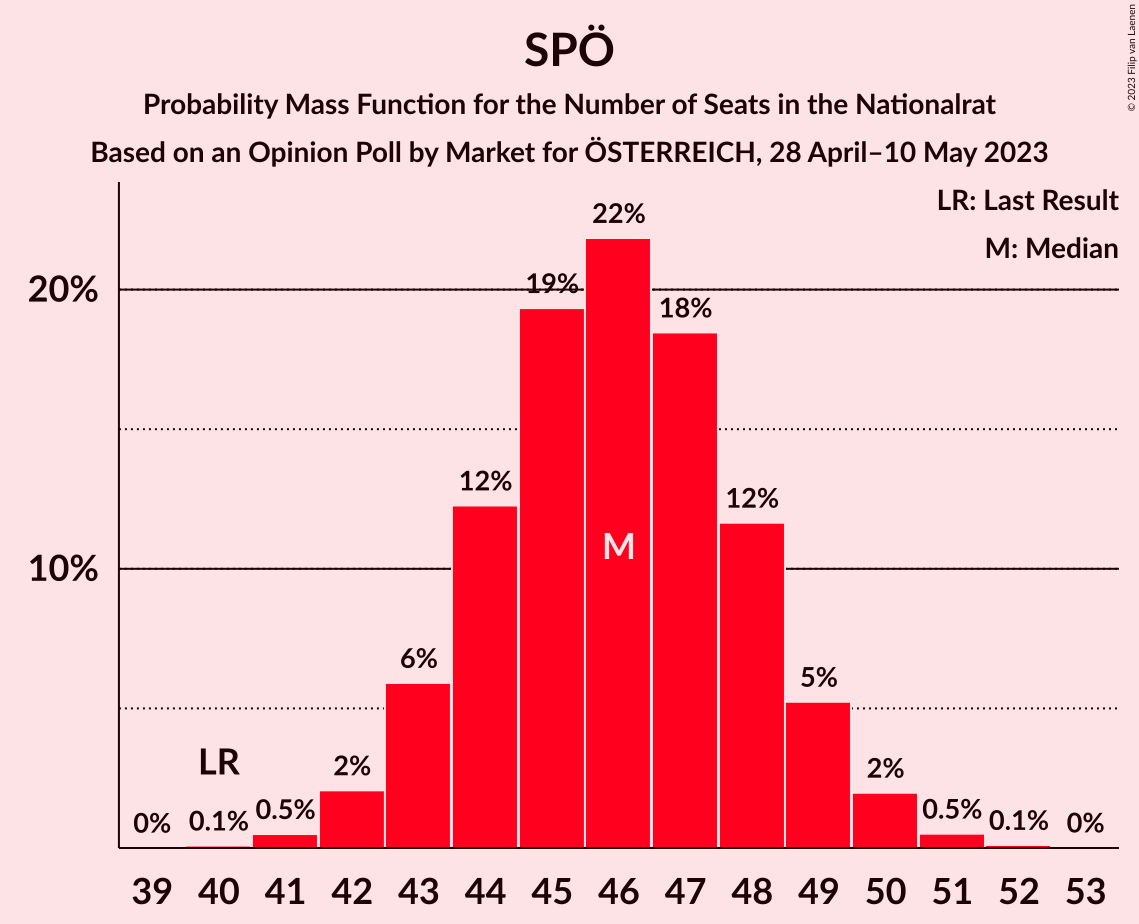 SPÖ
Probability Mass Function for the Number of Seats in the Nationalrat
Based on an Opinion Poll by Market for ÖSTERREICH, 28 April–10 May 2023
© 2023 Filip van Laenen
LR: Last Result
M: Median
20%
10%
0%
0.1%
0.5%
2%
6%
12%
19%
22%
18%
12%
5%
2%
0.5%
0.1%
0%
LR
M
39 40 41 42 43 44 45 46 47 48 49 50 51 52 53